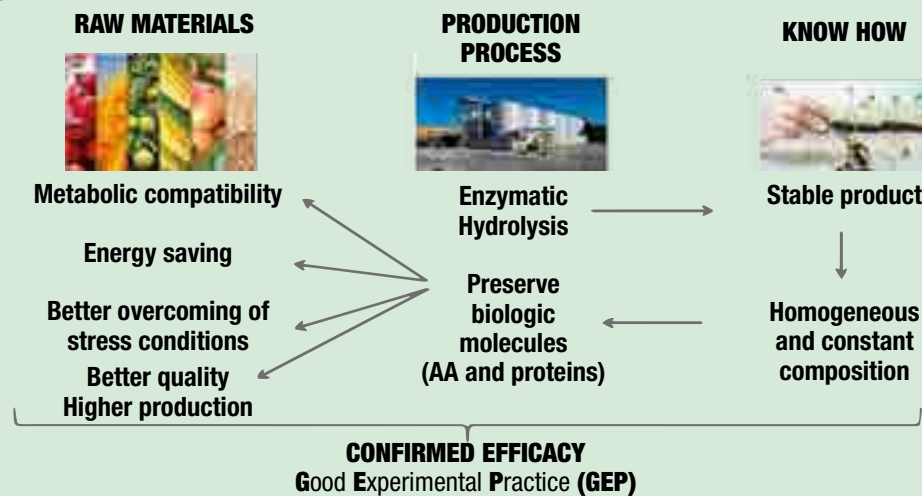 RAW MATERIALS
PRODUCTION
PROCESS
KNOW HOW
Metabolic compatibility
Energy saving
Better overcoming of
stress conditions
Better quality
Higher production
Enzymatic
Hydrolysis
Preserve
biologic
molecules
(AA and proteins)
Stable product
Homogeneous
and constant
composition
CONFIRMED EFFICACY
Good Experimental Practice (GEP)